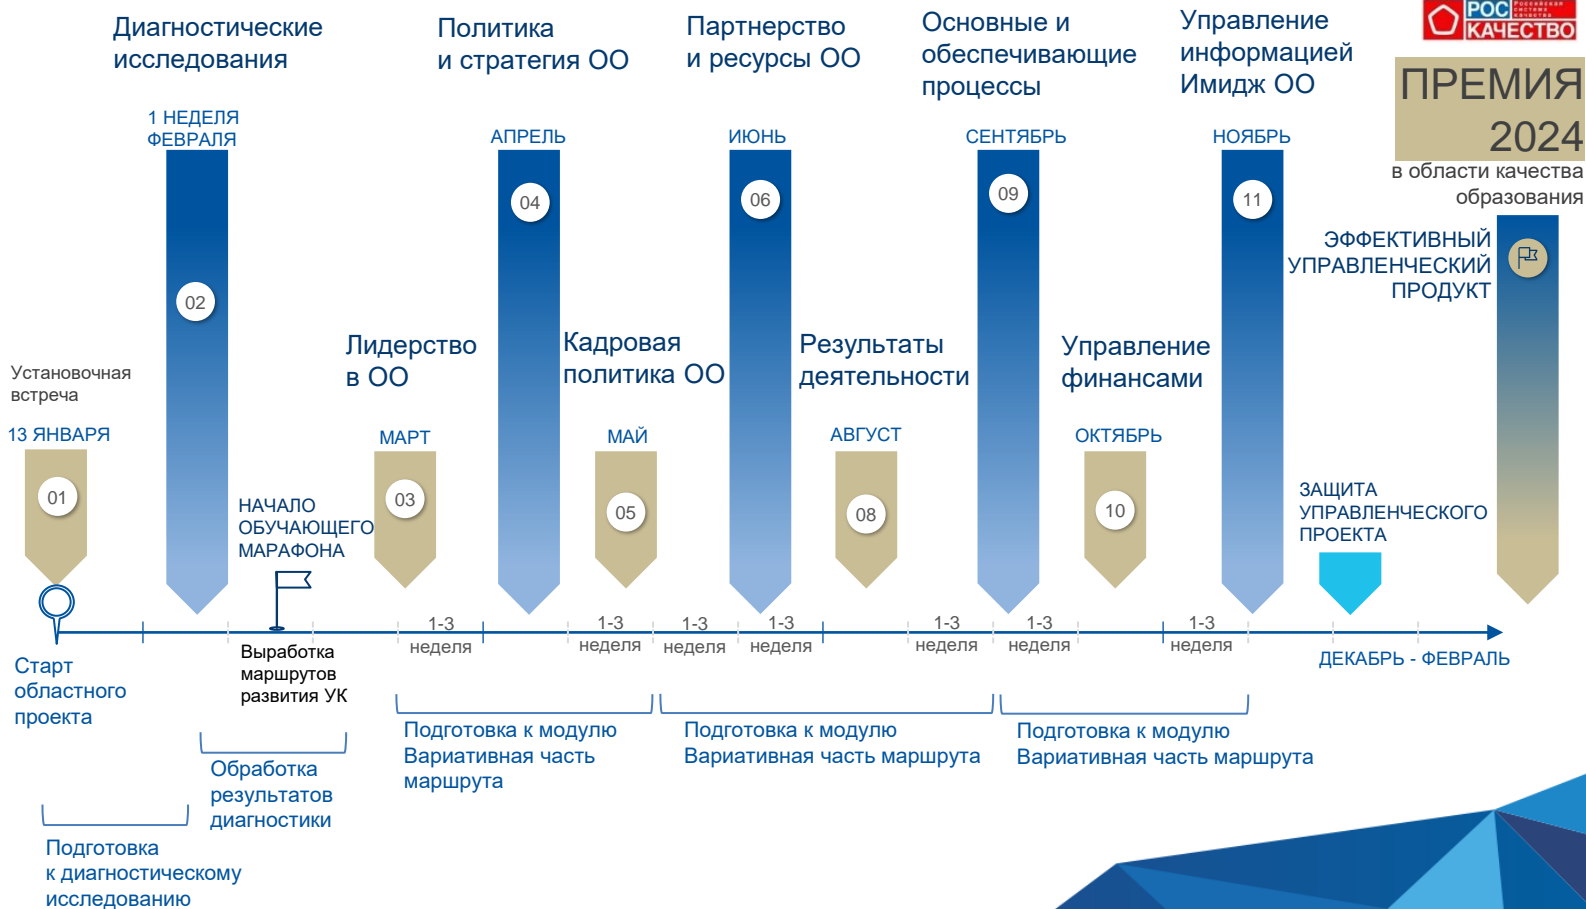 Диагностические
исследования
Политика
и стратегия ОО
Партнерство
и ресурсы ОО
Основные и
обеспечивающие
процессы
Управление
информацией
Имидж ОО
РОС
Российская
система
качества
КАЧЕСТВО
ПРЕМИЯ
2024
в области качества
образования
1 НЕДЕЛЯ
ФЕВРАЛЯ
АПРЕЛЬ
ИЮНЬ
СЕНТЯБРЬ
НОЯБРЬ
02
04
06
09
11
ЭФФЕКТИВНЫЙ
УПРАВЛЕНЧЕСКИЙ
ПРОДУКТ
Установочная
встреча
Лидерство
в ОО
Кадровая
политика ОО
Результаты
деятельности
Управление
финансами
13 ЯНВАРЯ
МАРТ
МАЙ
АВГУСТ
ОКТЯБРЬ
01
03
05
08
10
НАЧАЛО
ОБУЧАЮЩЕГО
МАРАФОНА
ЗАЩИТА
УПРАВЛЕНЧЕСКОГО
ПРОЕКТА
1-3
неделя
1-3
неделя
1-3
неделя
1-3
неделя
1-3
неделя
1-3
неделя
1-3
неделя
Старт
областного
проекта
Выработка
маршрутов
развития УК
ДЕКАБРЬ - ФЕВРАЛЬ
Подготовка к модулю
Вариативная часть
маршрута
Подготовка к модулю
Вариативная часть маршрута
Подготовка к модулю
Вариативная часть маршрута
Обработка
результатов
диагностики
Подготовка
к диагностическому
исследованию